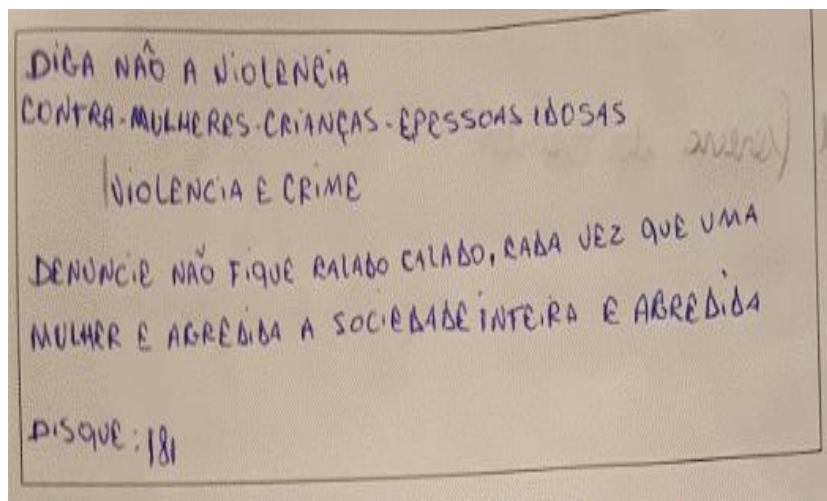 DIGA NÃO A VIOLENCIA
CONTRA-MULHERES-CRIANÇAS-EPESSOAS IDOSAS
VIOLENCIA E CRIME
DENUNCIE NÃO FIQUE RALADO CALADO, CADA VEZ QUE UMA
MULHER E AGREDIDA A SOCIEDADE INTEIRA E AGREDIDA
DISQUE: 181